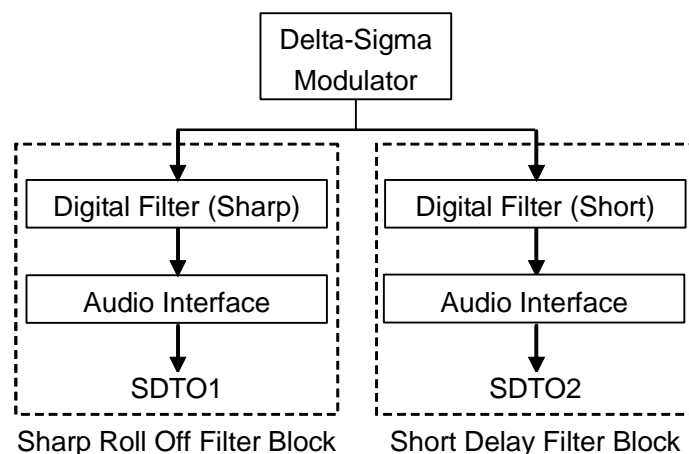 Delta-Sigma
Modulator
Digital Filter (Sharp)
Audio Interface
SDTO1
Sharp Roll Off Filter Block
Digital Filter (Short)
Audio Interface
SDTO2
Short Delay Filter Block